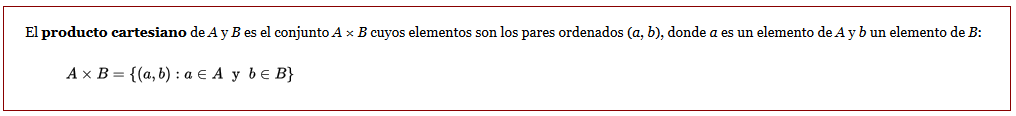 El producto cartesiano de A y B es el conjunto A × B cuyos elementos son los pares ordenados (a, b), donde a es un elemento de A y b un elemento de B:
A × B = {(a, b) : a ∈ A y b ∈ B}